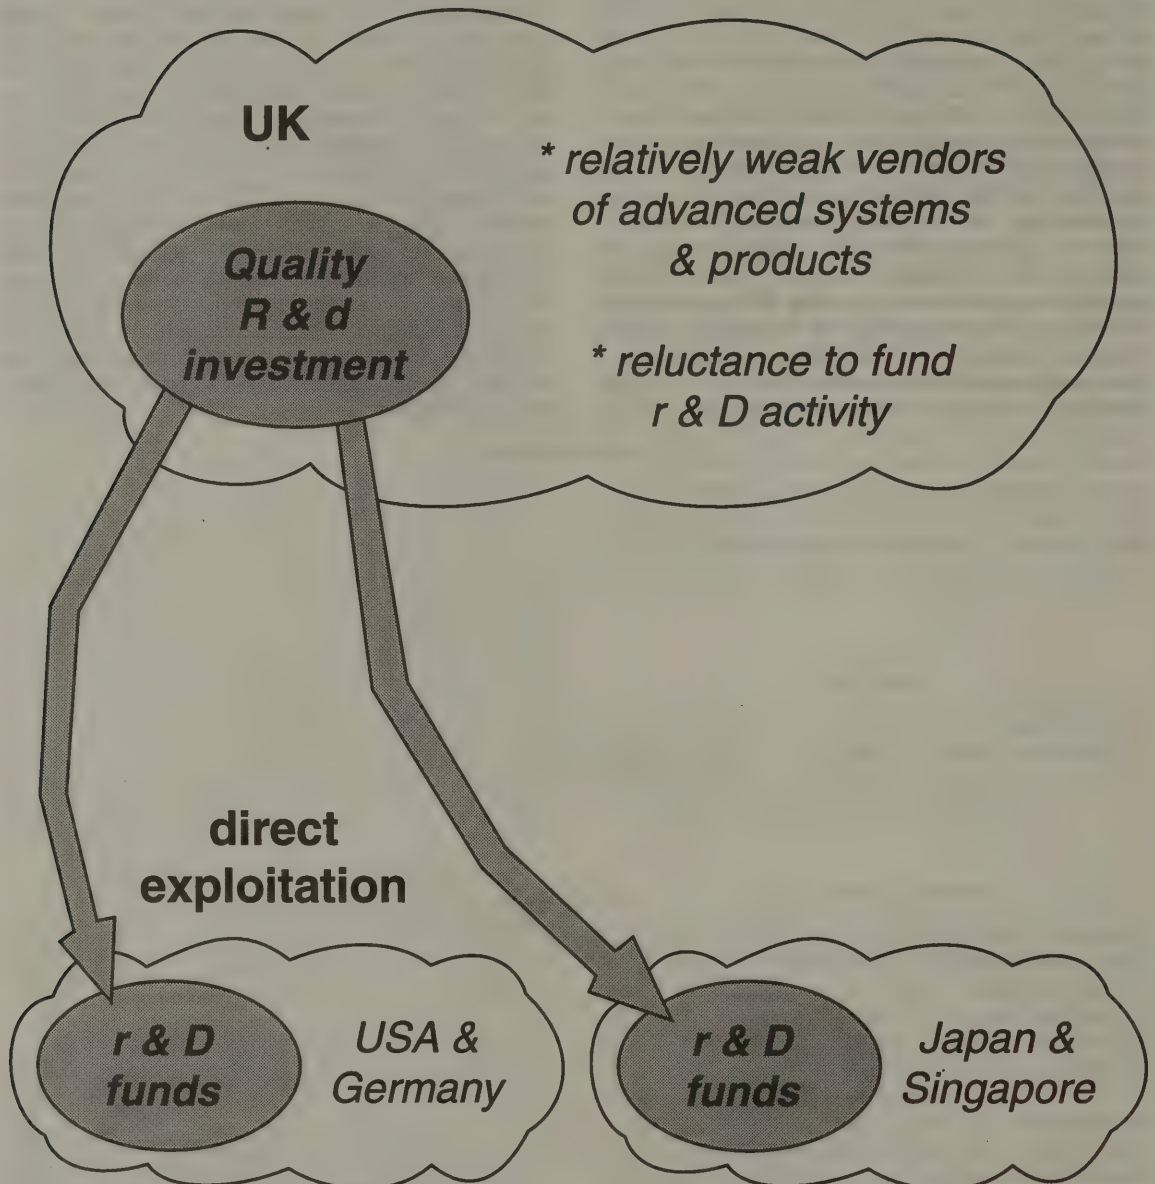 UK
* relatively weak vendors
of advanced systems
& products
* reluctance to fund
r & D activity
Quality
R & d
investment
direct
exploitation
r & D
funds
USA &
Germany
r & D
funds
Japan &
Singapore